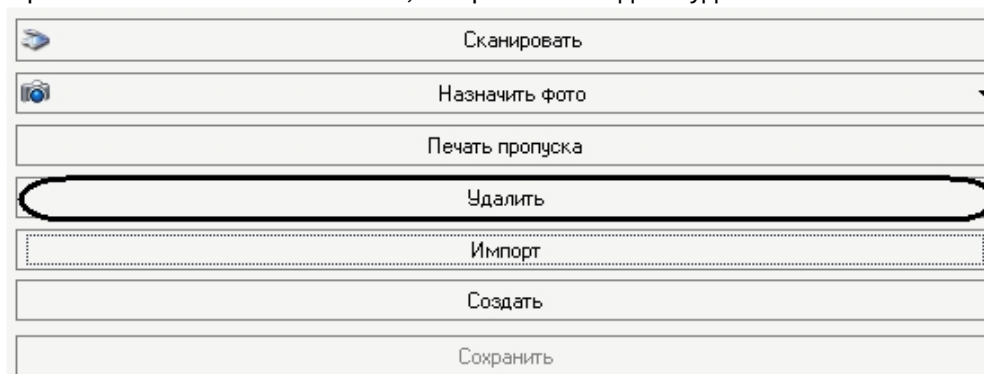 Сканировать
Назначить фото
Печать пропуска
Удалить
Импорт
Создать
Сохранить